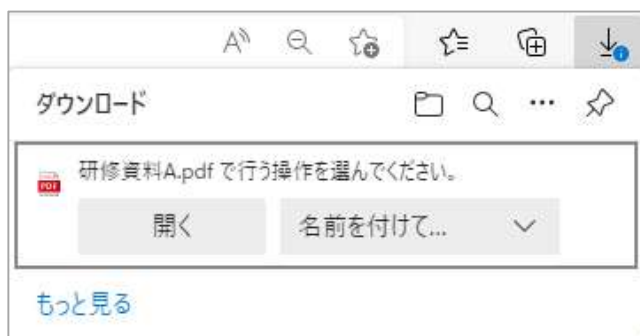 ダウンロード
研修資料A.pdf で行う操作を選んでください。
PDF
開く
名前を付けて...
もっと見る